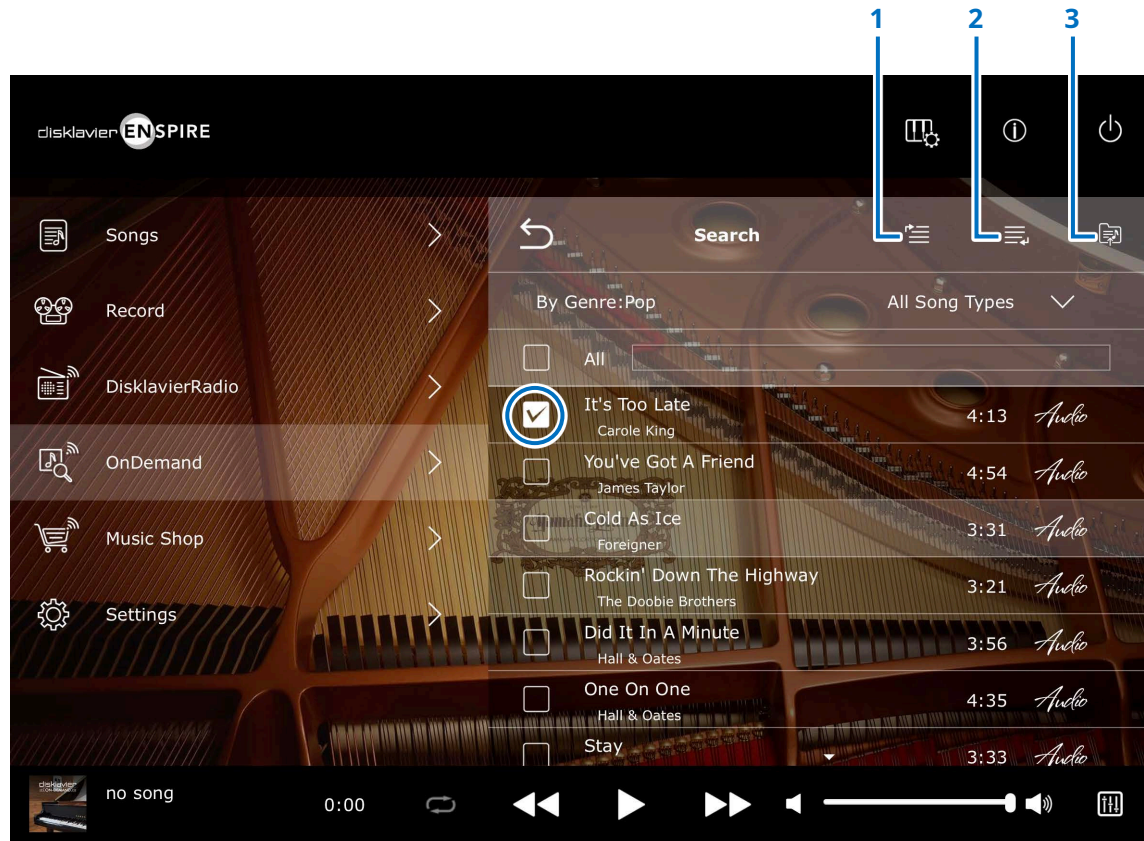 1 2 3
disklavier ENSPIRE
Songs
Record
DisklavierRadio
OnDemand
Music Shop
Settings
Search
By Genre:Pop All Song Types
All
It's Too Late
Carole King
4:13 Audio
You've Got A Friend
James Taylor
4:54 Audio
Cold As Ice
Foreigner
3:31 Audio
Rockin' Down The Highway
The Doobie Brothers
3:21 Audio
Did It In A Minute
Hall & Oates
3:56 Audio
One On One
Hall & Oates
4:35 Audio
Stay
3:33 Audio
disklavier
no song
0:00